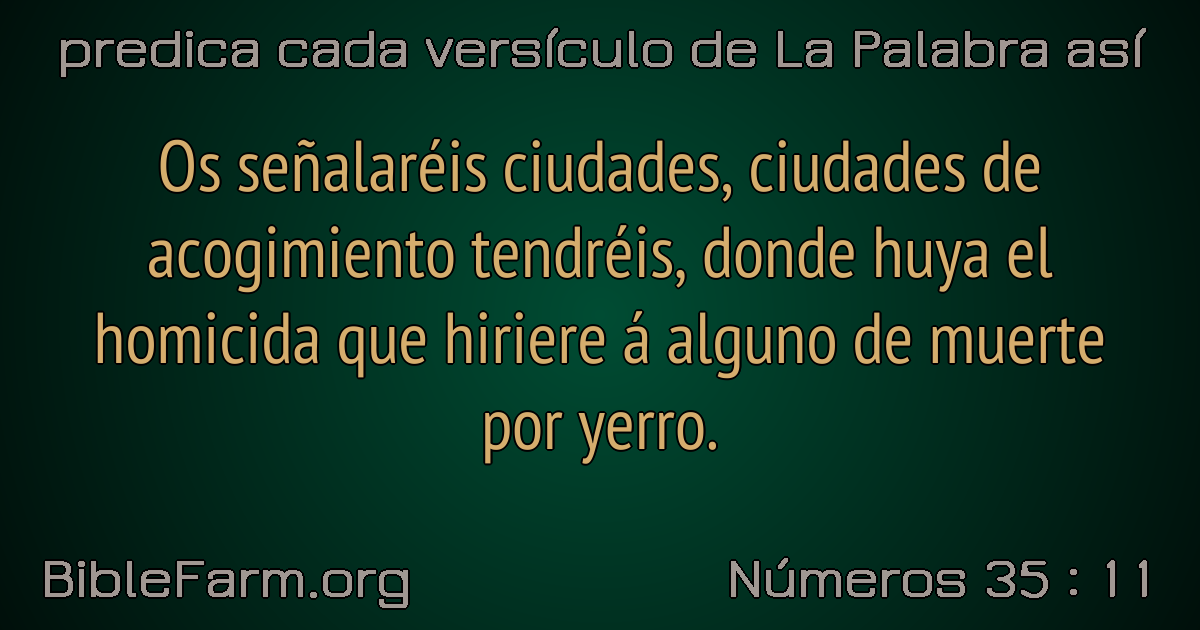 predica cada versículo de La Palabra así
Os señalaréis ciudades, ciudades de
acogimiento tendréis, donde huya el
homicida que hiriere á alguno de muerte
por yerro.
BibleFarm.org
Números 35 : 11